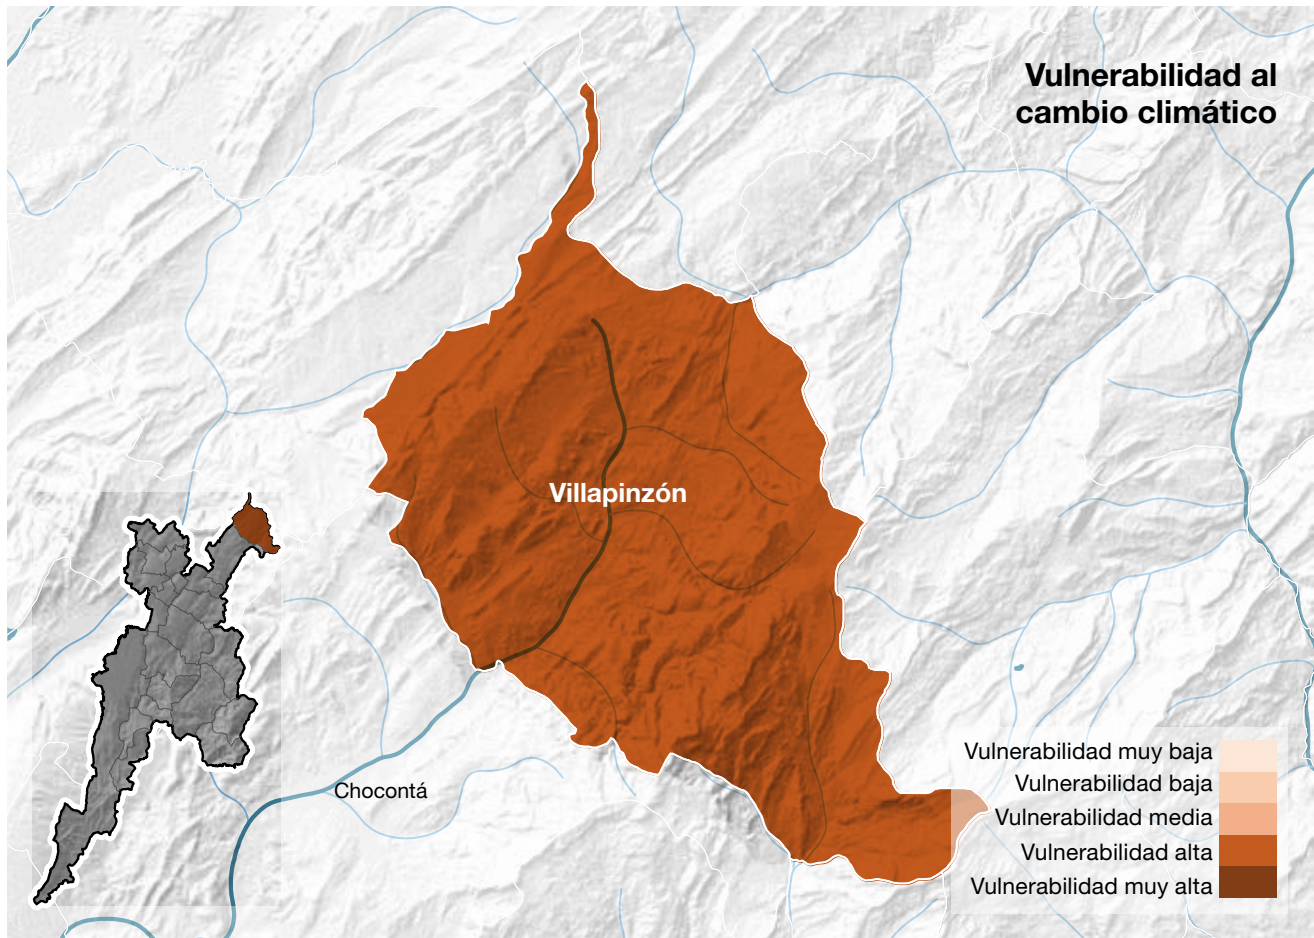 Vulnerabilidad al
cambio climático
Villapinzón
Chocontá
Vulnerabilidad muy baja
Vulnerabilidad baja
Vulnerabilidad media
Vulnerabilidad alta
Vulnerabilidad muy alta